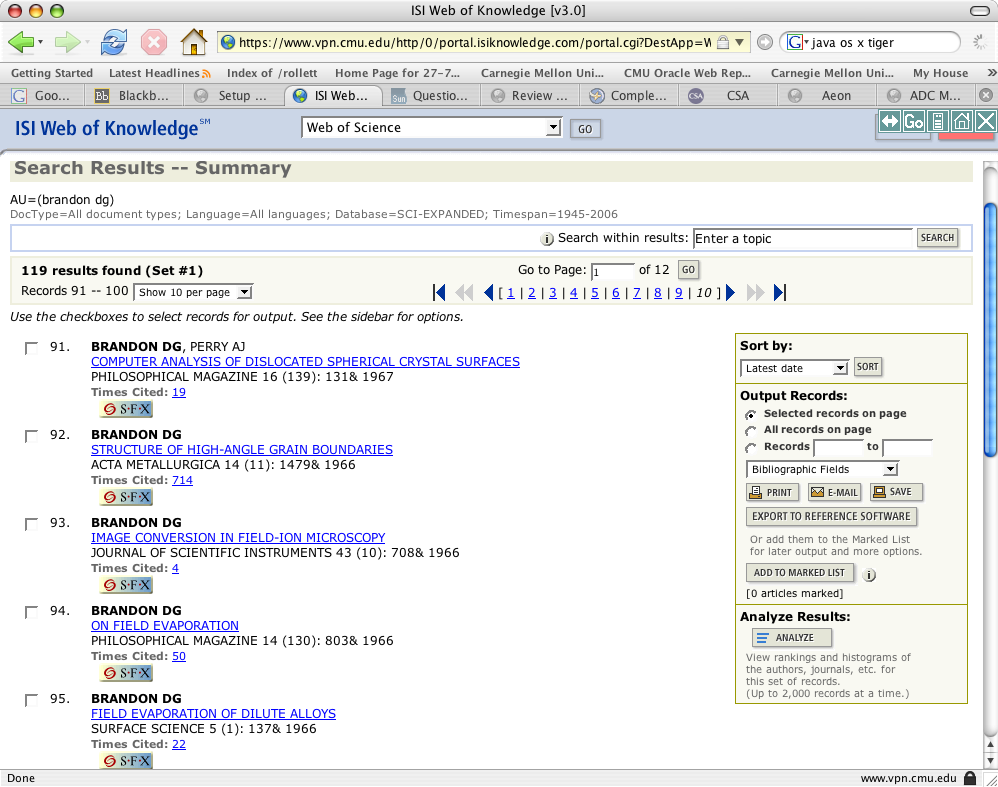 ISI Web of Knowledge [v3.0]
https://www.vpn.cmu.edu/http/0/portal.isiknowledge.com/portal.cgi?DestApp=W
G java os x tiger
Getting Started Latest Headlines Index of /rollett Home Page for 27-7... Carnegie Mellon Uni... CMU Oracle Web Rep... Carnegie Mellon Uni... My House »
G Goo... Bb Blackb... Setup ... ISI Web... Sun Questio... Review ... Comple... CSA CSA Aeon ADC M...
ISI Web of Knowledge SM Web of Science GO Go
Search Results -- Summary
AU=(brandon dg)
DocType=All document types; Language=All languages; Database=SCI-EXPANDED; Timespan=1945-2006
i Search within results: Enter a topic SEARCH
119 results found (Set #1) Go to Page: 1 of 12 GO
Records 91 -- 100 Show 10 per page [ 1 | 2 | 3 | 4 | 5 | 6 | 7 | 8 | 9 | 10 ]
Use the checkboxes to select records for output. See the sidebar for options.
91. BRANDON DG, PERRY AJ
COMPUTER ANALYSIS OF DISLOCATED SPHERICAL CRYSTAL SURFACES
PHILOSOPHICAL MAGAZINE 16 (139): 131& 1967
Times Cited: 19
S·F·X
92. BRANDON DG
STRUCTURE OF HIGH-ANGLE GRAIN BOUNDARIES
ACTA METALLURGICA 14 (11): 1479& 1966
Times Cited: 714
S·F·X
93. BRANDON DG
IMAGE CONVERSION IN FIELD-ION MICROSCOPY
JOURNAL OF SCIENTIFIC INSTRUMENTS 43 (10): 708& 1966
Times Cited: 4
S·F·X
94. BRANDON DG
ON FIELD EVAPORATION
PHILOSOPHICAL MAGAZINE 14 (130): 803& 1966
Times Cited: 50
S·F·X
95. BRANDON DG
FIELD EVAPORATION OF DILUTE ALLOYS
SURFACE SCIENCE 5 (1): 137& 1966
Times Cited: 22
S·F·X
Sort by:
Latest date SORT
Output Records:
Selected records on page
All records on page
Records to
Bibliographic Fields
PRINT E-MAIL SAVE
EXPORT TO REFERENCE SOFTWARE
Or add them to the Marked List
for later output and more options.
ADD TO MARKED LIST i
[0 articles marked]
Analyze Results:
ANALYZE
View rankings and histograms of
the authors, journals, etc. for
this set of records.
(Up to 2,000 records at a time.)
Done www.vpn.cmu.edu